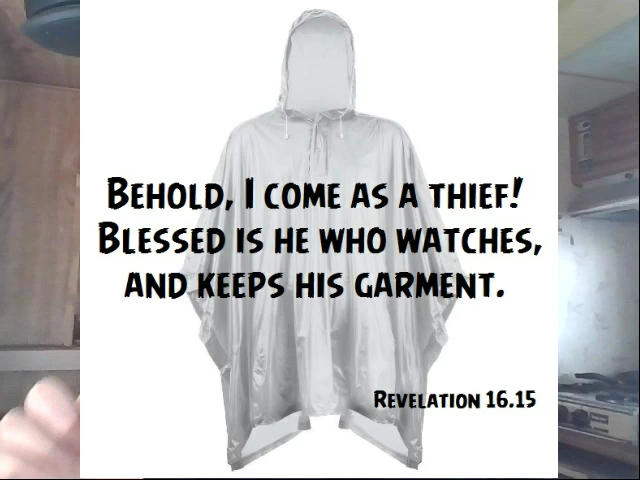 Behold, I come as a thief!
Blessed is he who watches,
and keeps his garment.
Revelation 16.15